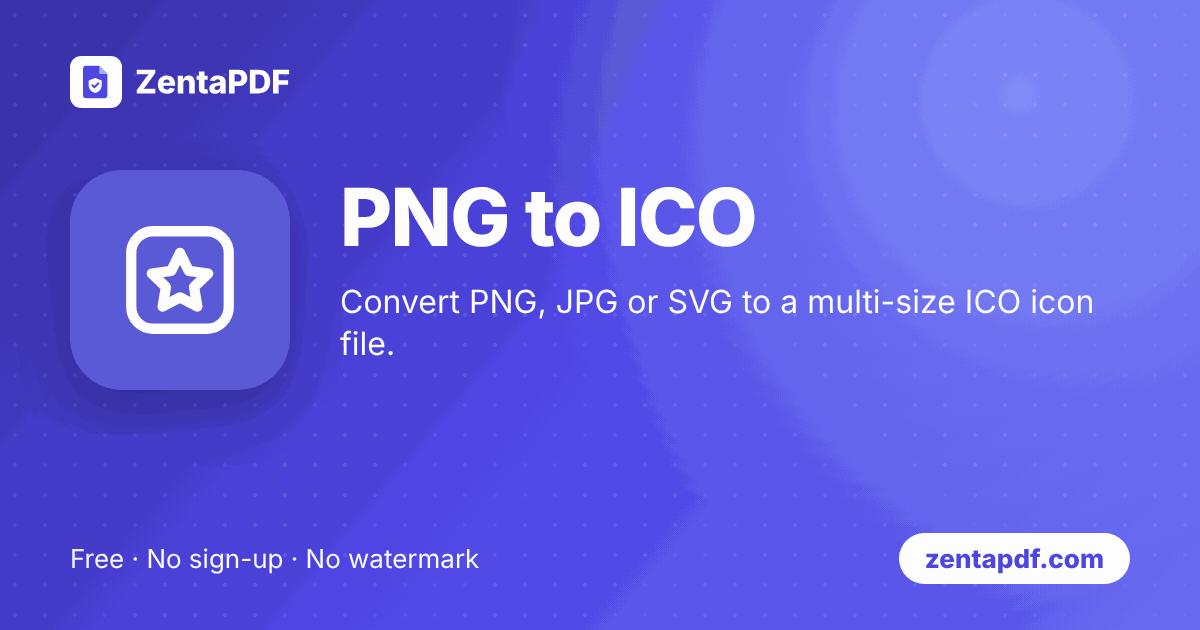 ZentaPDF
PNG to ICO
Convert PNG, JPG or SVG to a multi-size ICO icon
file.
Free · No sign-up · No watermark
zentapdf.com